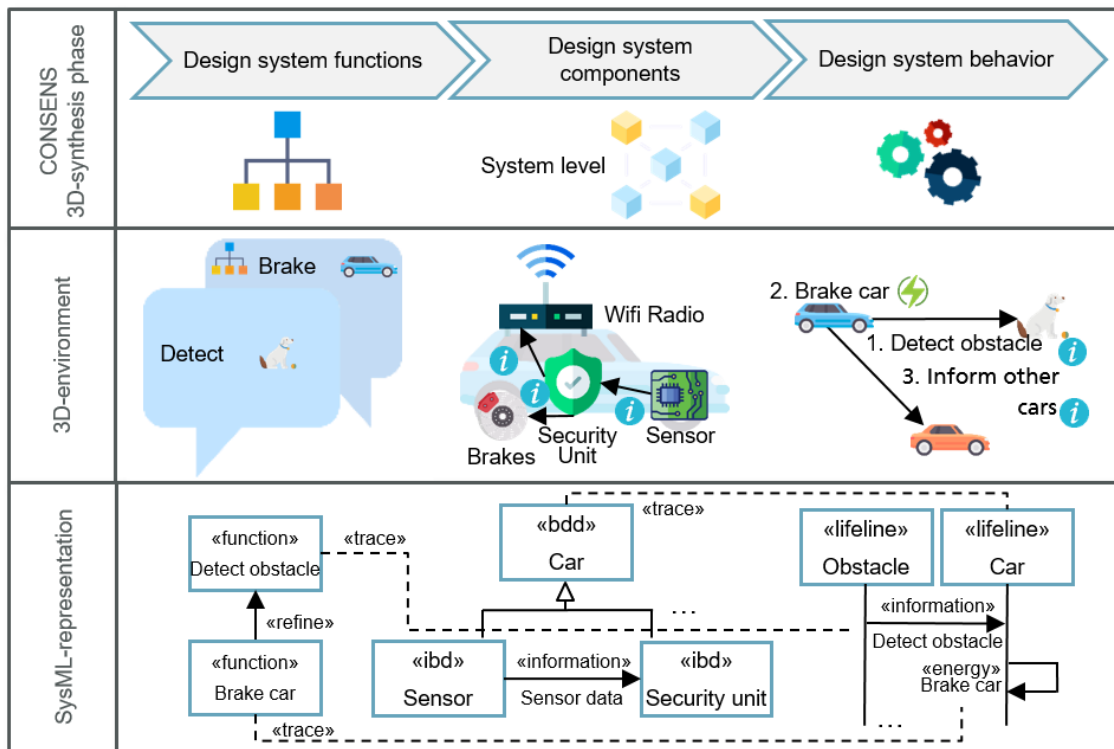 CONSENS
3D-synthesis phase
Design system functions
Design system
components
Design system behavior
System level
3D-environment
Brake
Detect
Wifi Radio
i
i
i
Brakes
Security
Unit
Sensor
2. Brake car
1. Detect obstacle
i
3. Inform other
cars
i
SysML-representation
«function»
Detect obstacle
«trace»
«refine»
«function»
Brake car
«trace»
«bdd»
Car
«trace»
...
«ibd»
Sensor
«information»
Sensor data
«ibd»
Security unit
«lifeline»
Obstacle
«lifeline»
Car
«information»
Detect obstacle
«energy»
Brake car
...